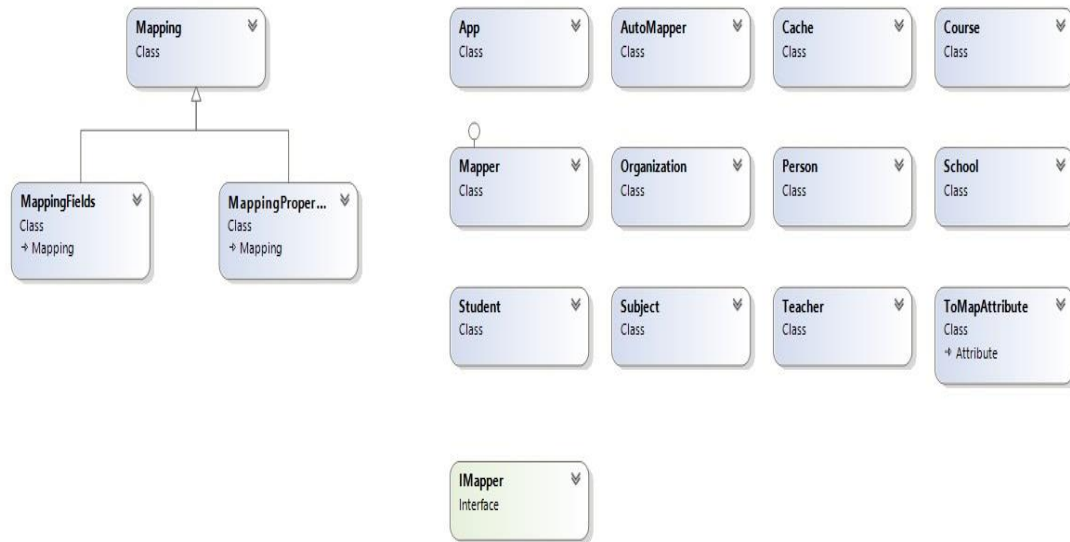 Mapping
Class
MappingFields
Class
Mapping
MappingProper...
Class
Mapping
App
Class
AutoMapper
Class
Cache
Class
Course
Class
Mapper
Class
Organization
Class
Person
Class
School
Class
Student
Class
Subject
Class
Teacher
Class
ToMapAttribute
Class
Attribute
IMapper
Interface